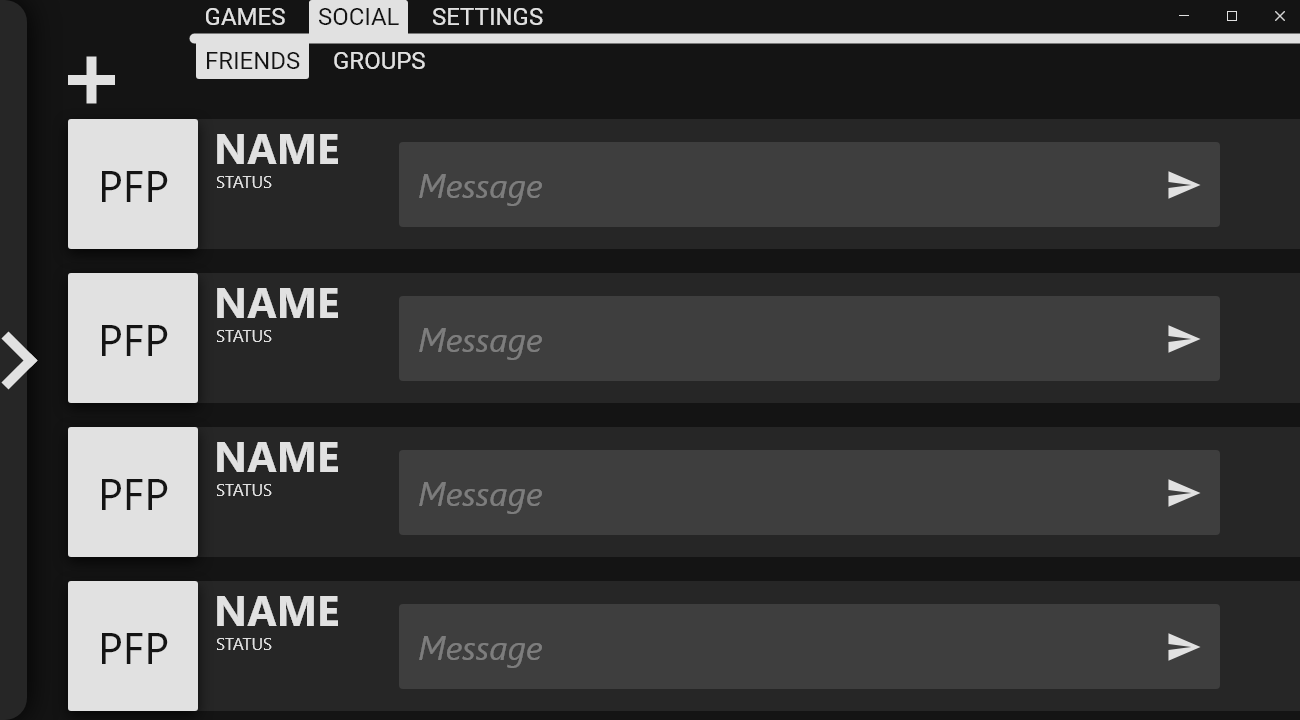 GAMES SOCIAL SETTINGS
FRIENDS GROUPS
PFP
NAME
STATUS
Message
PFP
NAME
STATUS
Message
PFP
NAME
STATUS
Message
PFP
NAME
STATUS
Message